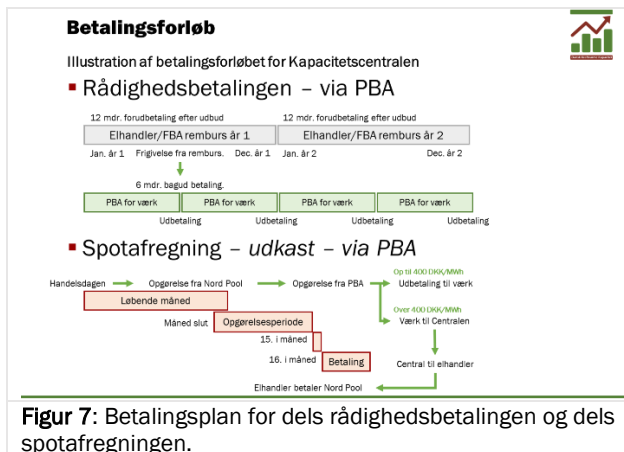 Betalingsforløb
Illustration af betalingsforløbet for Kapacitetscentralen
▪ Rådighedsbetalingen – via PBA
12 mdr. forudbetaling efter udbud 12 mdr. forudbetaling efter udbud
Elhandler/FBA remburs år 1 Elhandler/FBA remburs år 2
Jan. år 1 Frigivelse fra remburs. Dec. år 1 Jan. år 2 Dec. år 2
6 mdr. bagud betaling.
PBA for værk PBA for værk PBA for værk PBA for værk
Udbetaling Udbetaling Udbetaling Udbetaling
▪ Spotafregning – udkast – via PBA
Op til 400 DKK/MWh
Handelsdagen Opgørelse fra Nord Pool Opgørelse fra PBA Udbetaling til værk
Løbende måned
Over 400 DKK/MWh
Måned slut Opgørelsesperiode Værk til Centralen
15. i måned
16. i måned Betaling Central til elhandler
Elhandler betaler Nord Pool
Figur 7: Betalingsplan for dels rådighedsbetalingen og dels
spotafregningen.